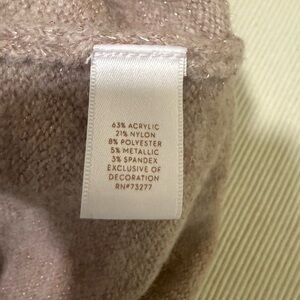 63% ACRYLIC
21% NYLON
8% POLYESTER
5% METALLIC
3% SPANDEX
EXCLUSIVE OF
DECORATION
RN#73277